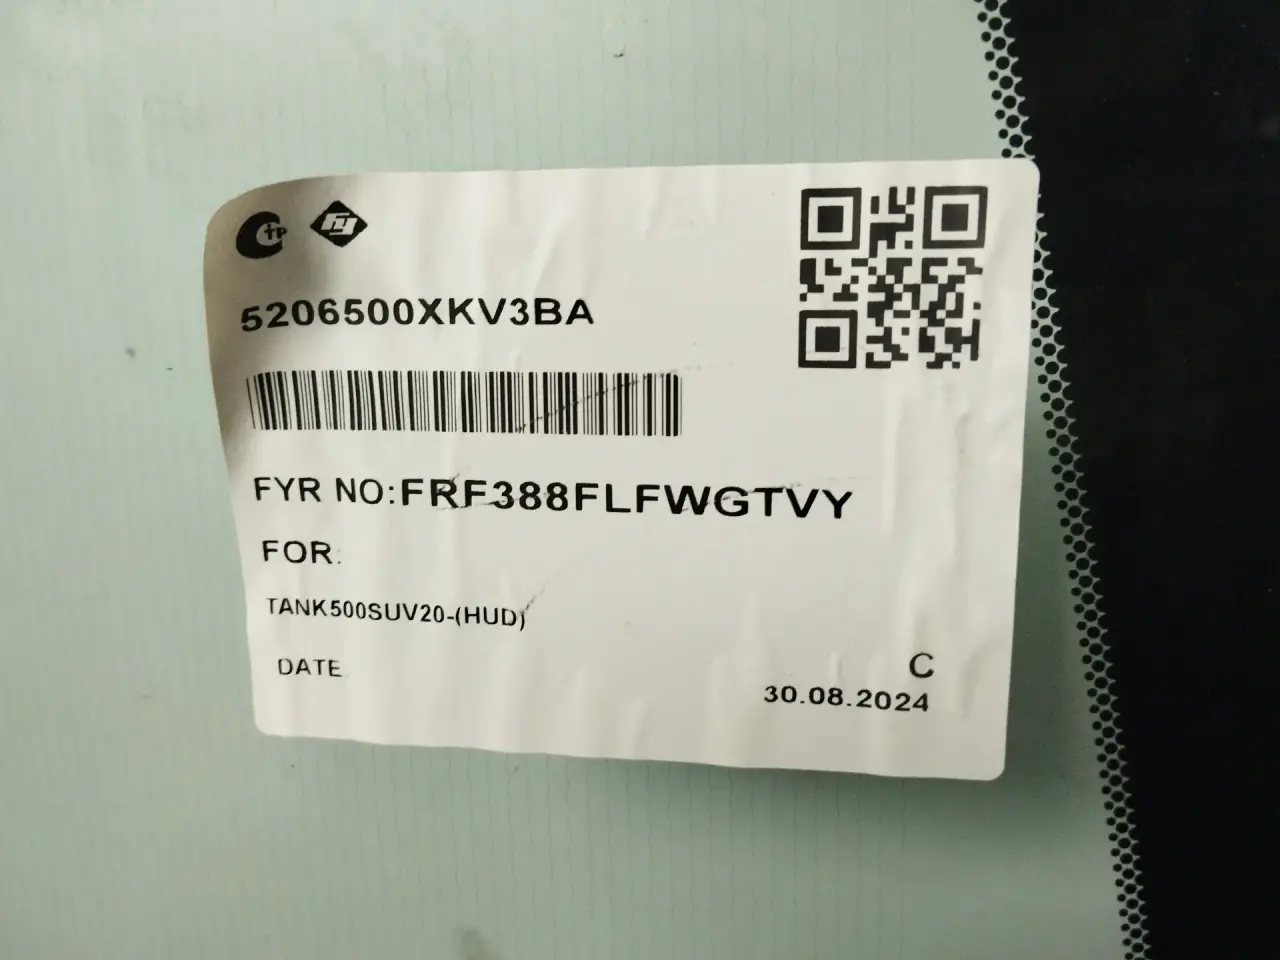 5206500XKV3BA
FYR NO:FRF388FLFWGTVY
FOR:
TANK500SUV20-(HUD)
DATE
C
30.08.2024